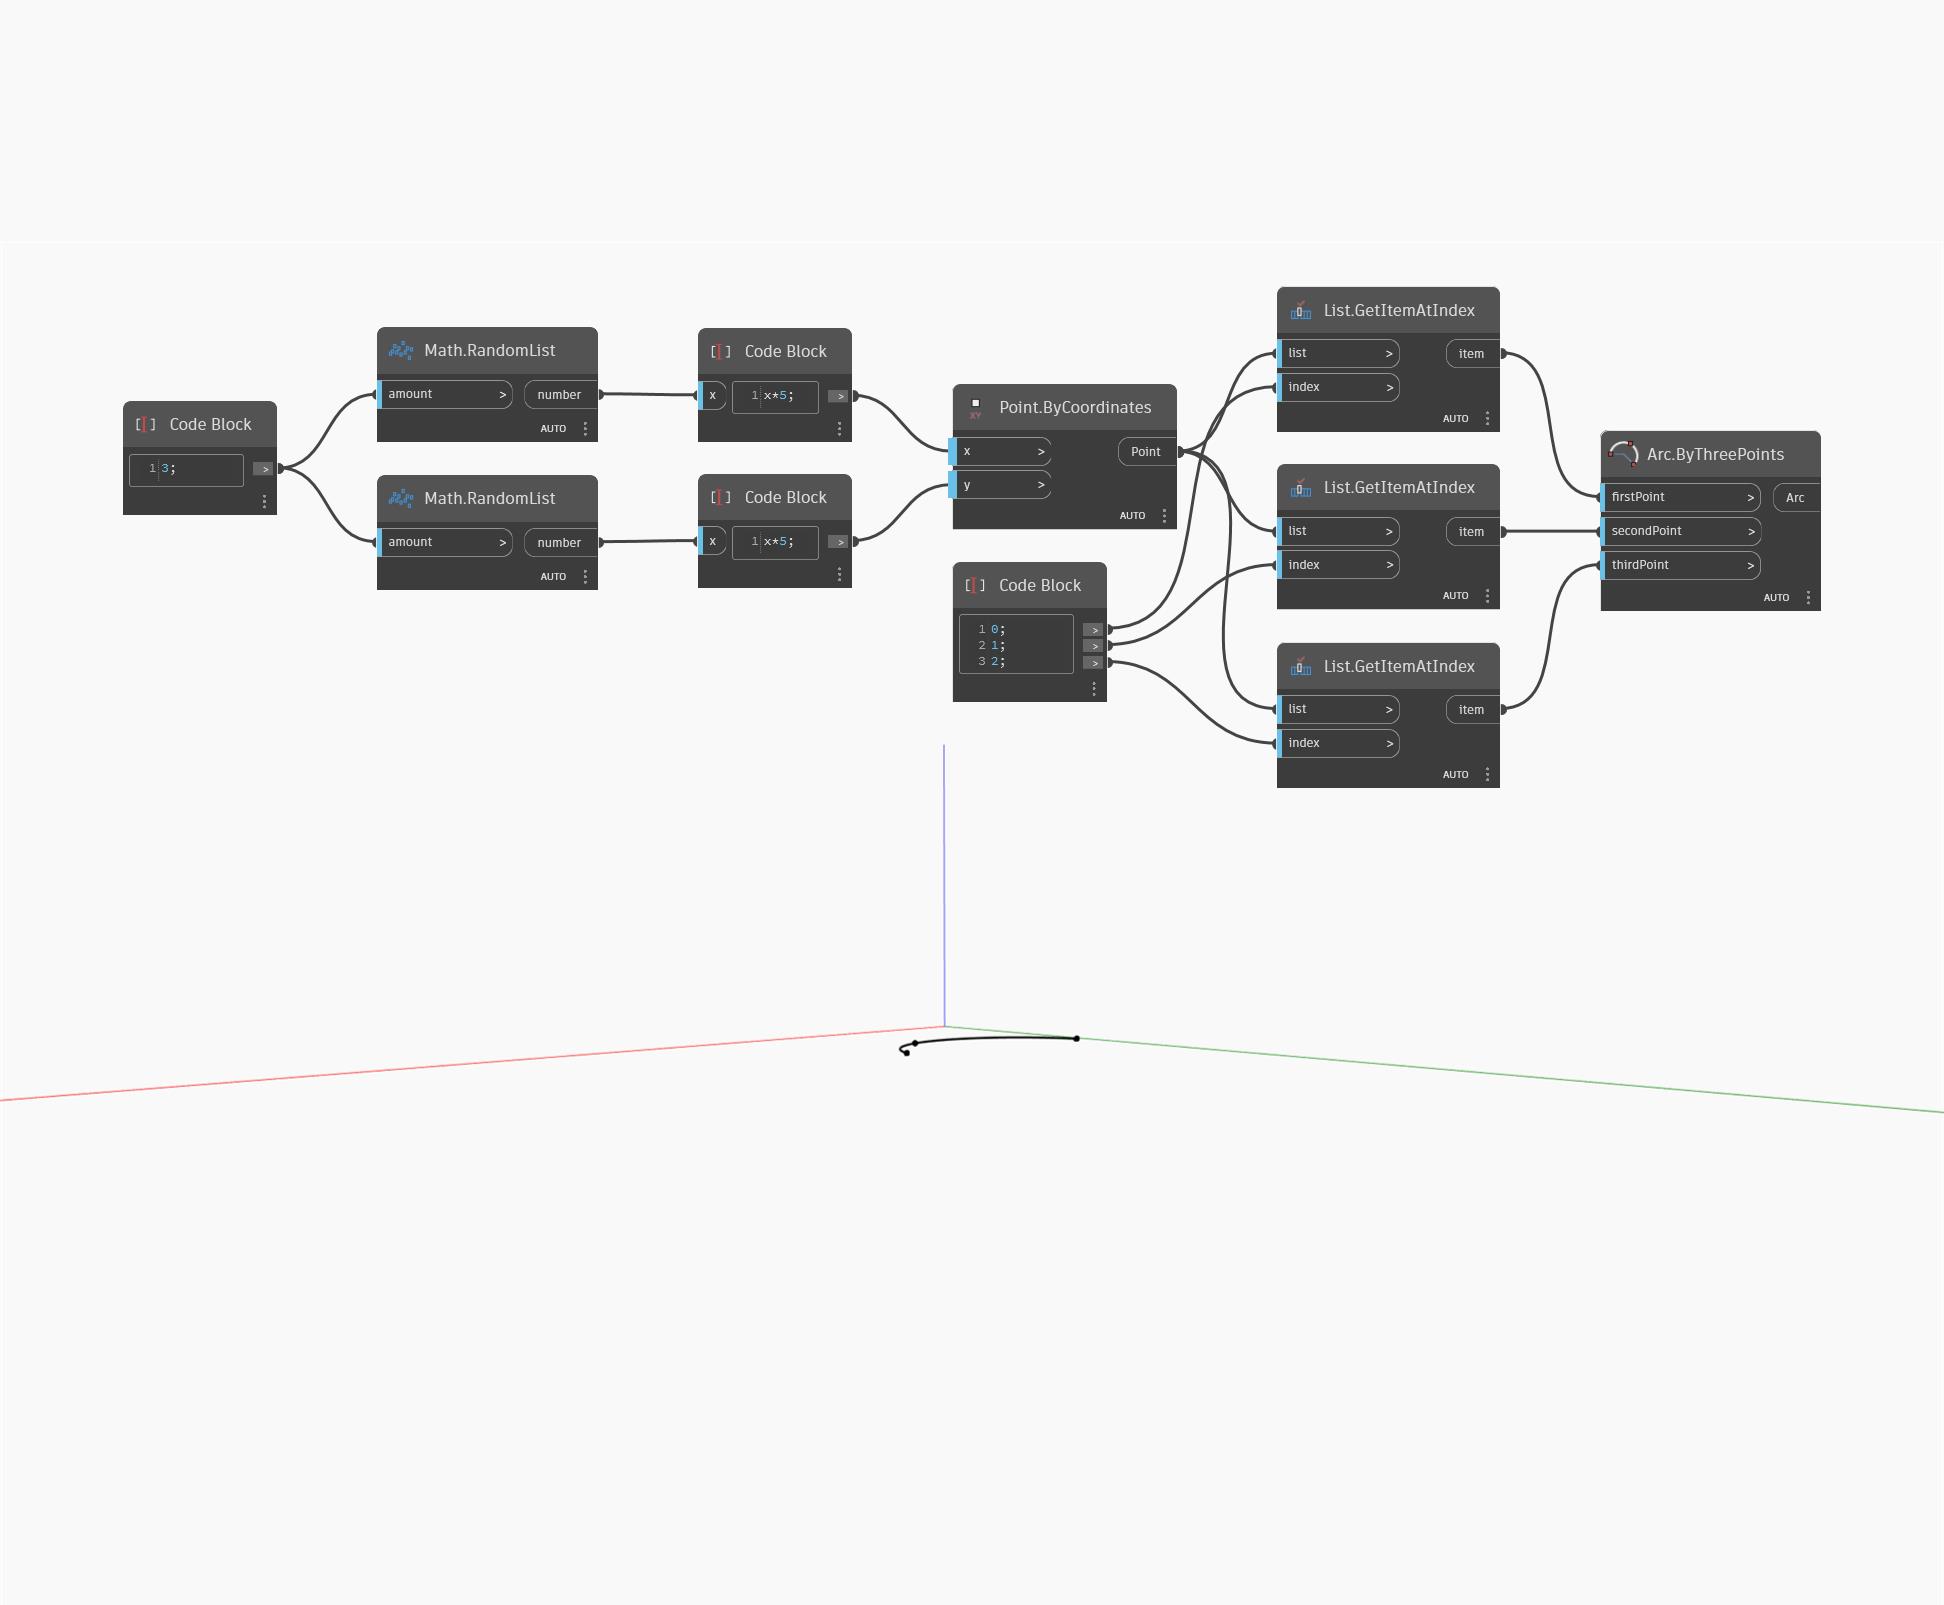 Code Block
1 3;
>
Math.RandomList
amount > number
AUTO
Math.RandomList
amount > number
AUTO
Code Block
x 1 x*5; >
Code Block
x 1 x*5; >
Point.ByCoordinates
XY
x > Point
y >
AUTO
Code Block
1 0; >
2 1; >
3 2; >
List.GetItemAtIndex
list > item
index >
AUTO
List.GetItemAtIndex
list > item
index >
AUTO
List.GetItemAtIndex
list > item
index >
AUTO
Arc.ByThreePoints
firstPoint > Arc
secondPoint >
thirdPoint >
AUTO